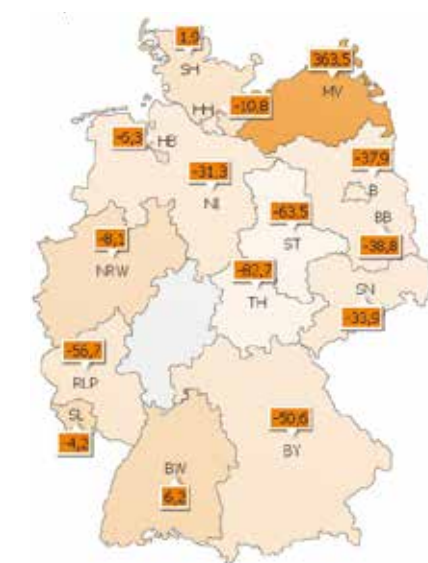 1,9
SH
363,5
MV
HH
-10,8
-6,3
HB
-31,3
NI
-37,9
B
BB
-63,5
ST
-38,8
-8,1
NRW
-82,7
TH
SN
-33,9
-56,7
RLP
SL
-4,2
-50,6
BY
BW
6,2